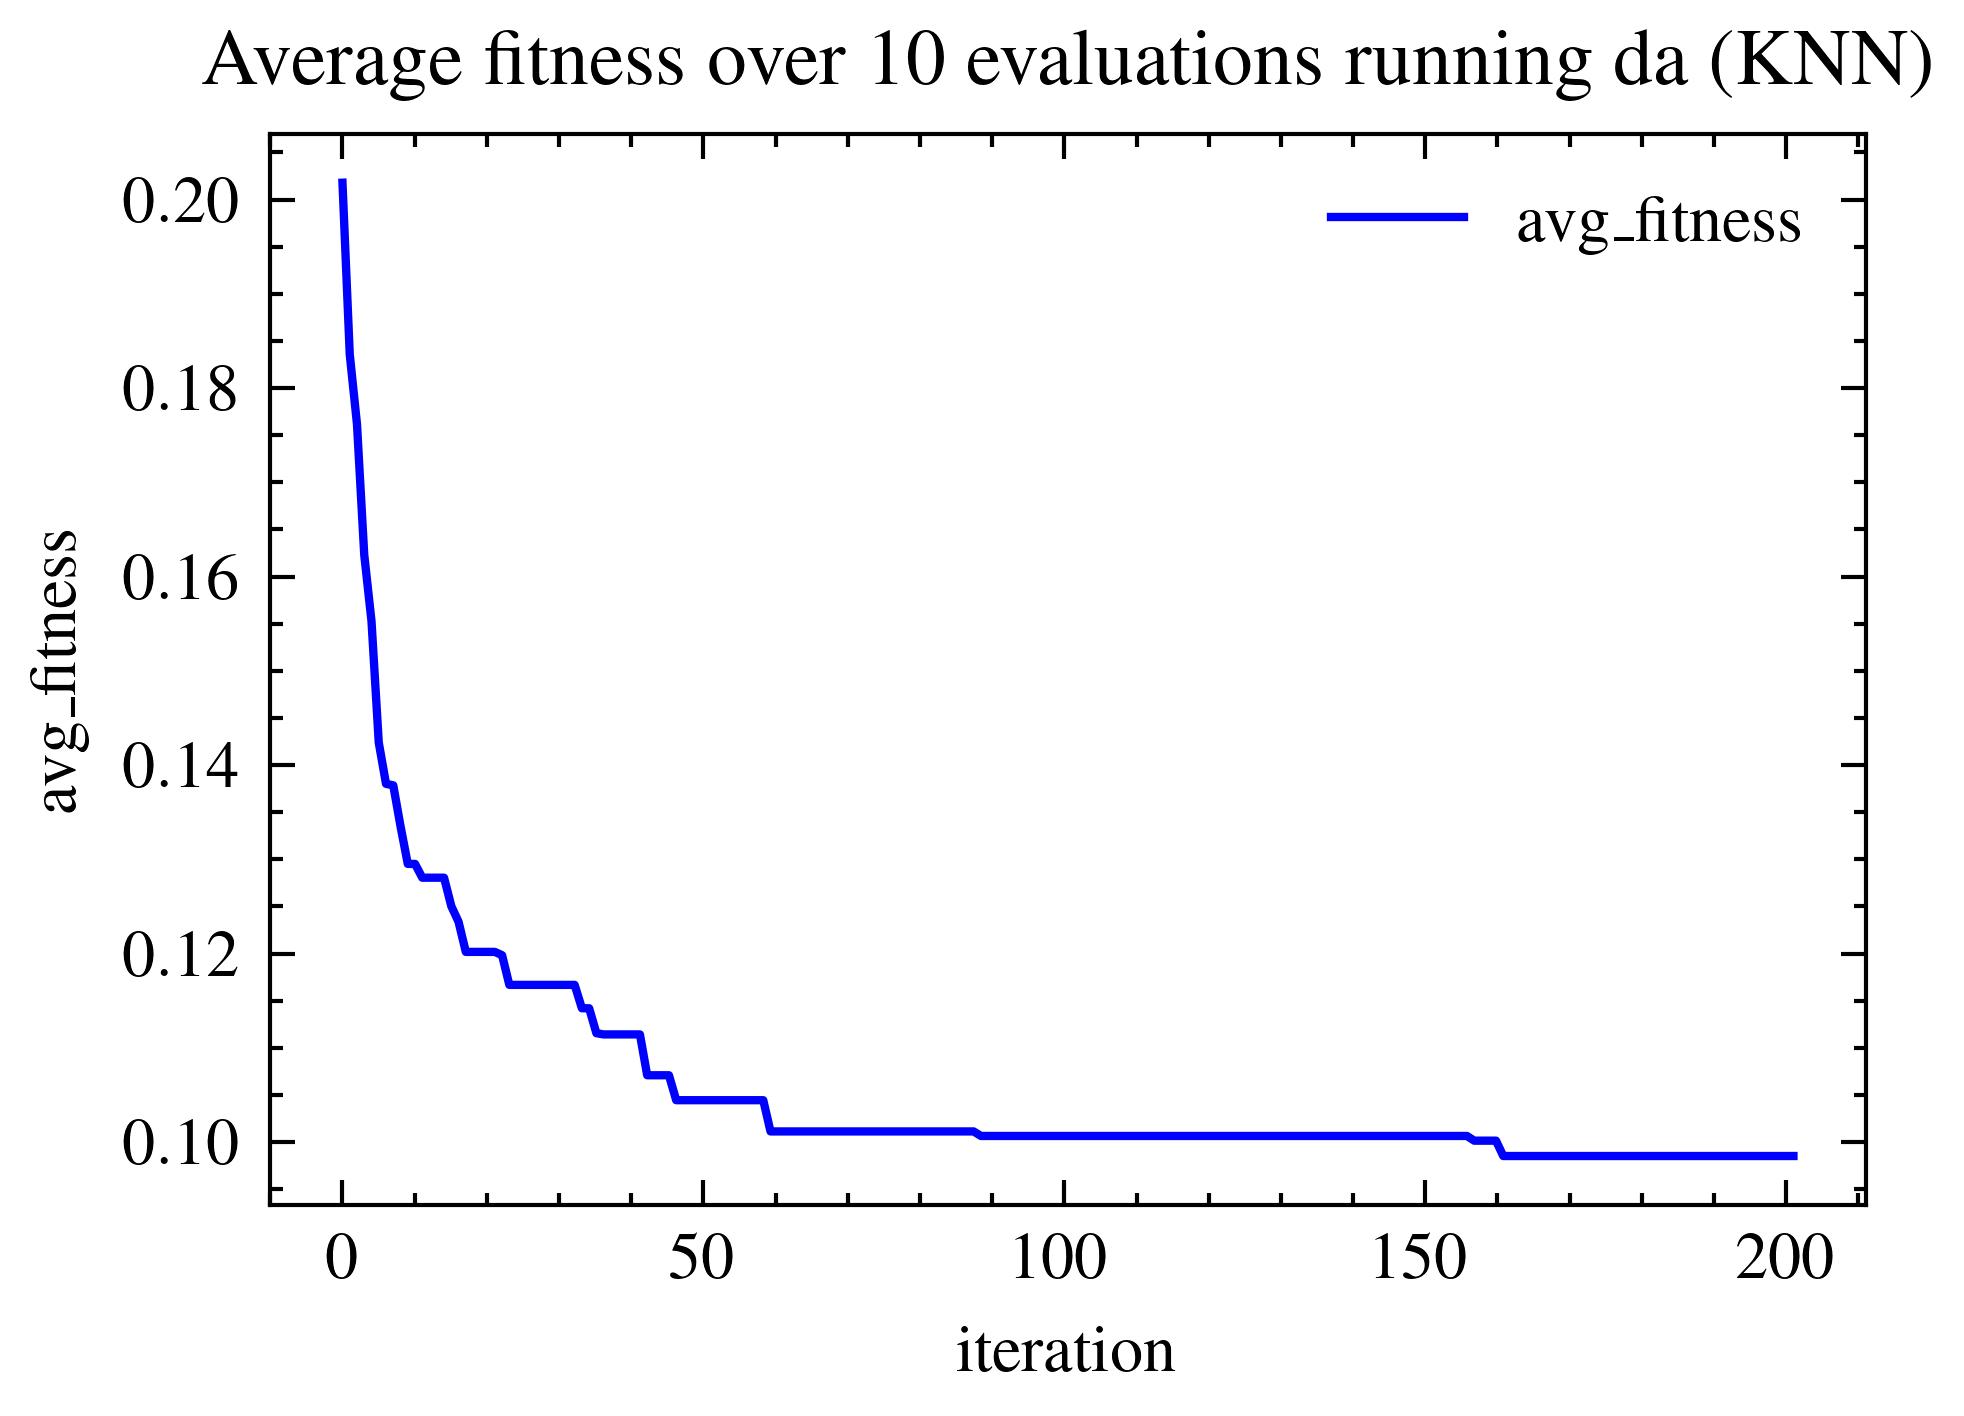 Average fitness over 10 evaluations running da (KNN)
avg_fitness
0.20
0.18
0.16
0.14
0.12
0.10
avg_fitness
0 50 100 150 200
iteration